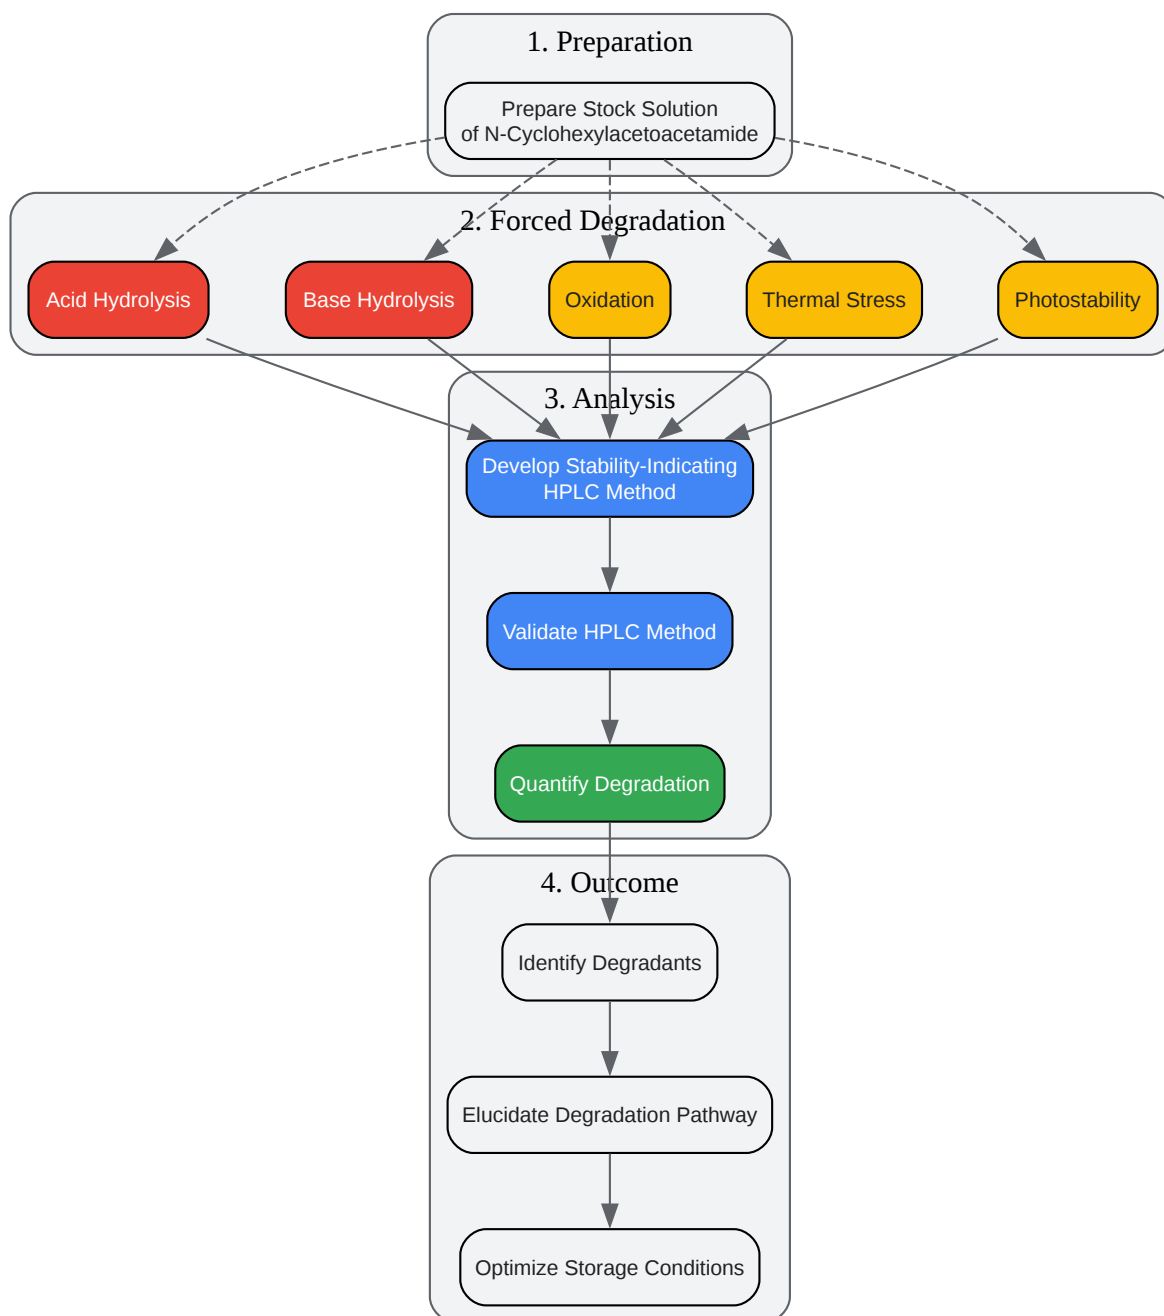 1. Preparation
Prepare Stock Solution
of N-Cyclohexylacetoacetamide
2. Forced Degradation
Acid Hydrolysis
Base Hydrolysis
Oxidation
Thermal Stress
Photostability
3. Analysis
Develop Stability-Indicating
HPLC Method
Validate HPLC Method
Quantify Degradation
4. Outcome
Identify Degradants
Elucidate Degradation Pathway
Optimize Storage Conditions